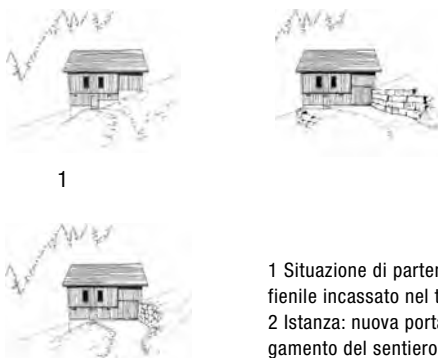 1
1 Situazione di parten
fienile incassato nel t
2 Istanza: nuova porta
gamento del sentiero